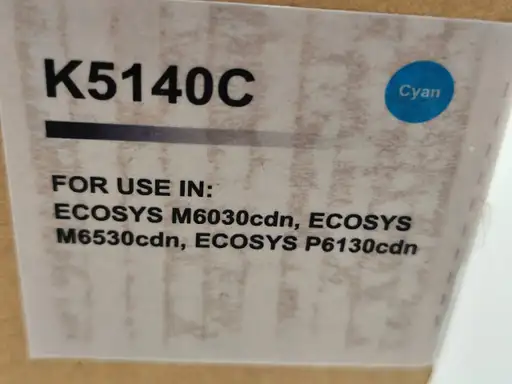 K5140C
Cyan
FOR USE IN:
ECOSYS M6030cdn, ECOSYS
M6530cdn, ECOSYS P6130cdn